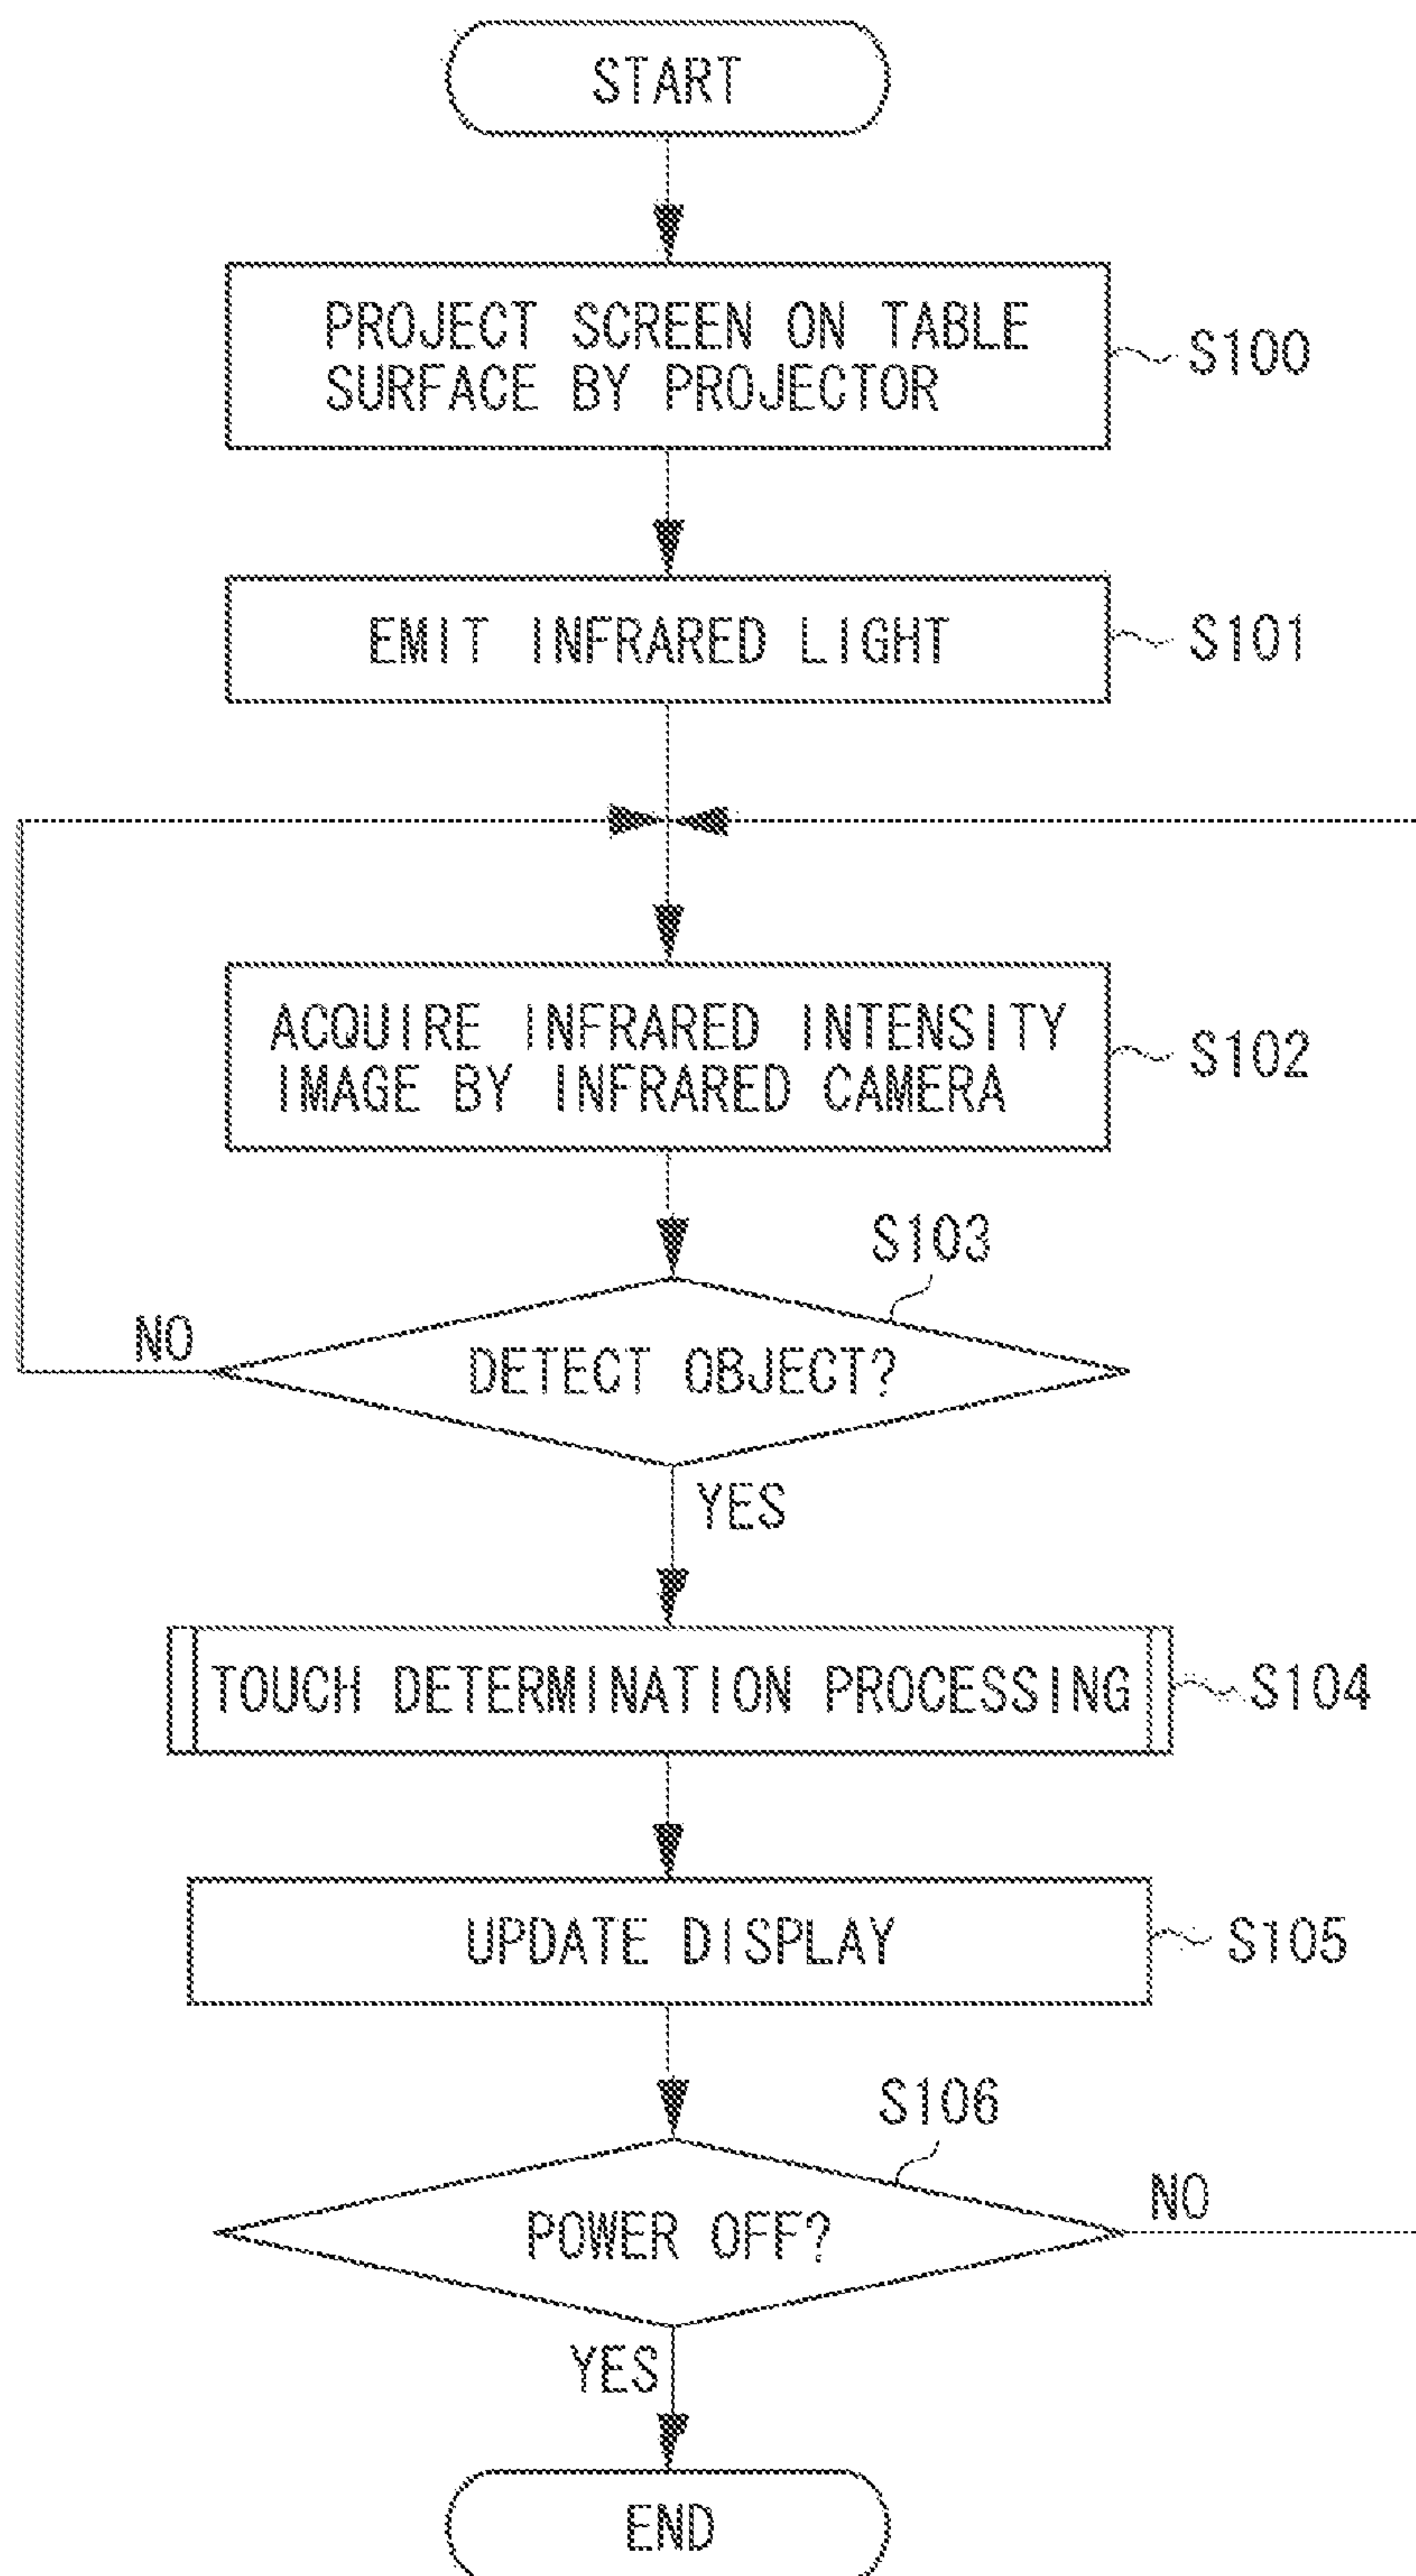 START
PROJECT SCREEN ON TABLE
SURFACE BY PROJECTOR
S100
EMIT INFRARED LIGHT
S101
ACQUIRE INFRARED INTENSITY
IMAGE BY INFRARED CAMERA
S102
S103
NO
DETECT OBJECT?
YES
TOUCH DETERMINATION PROCESSING
S104
UPDATE DISPLAY
S105
S106
NO
POWER OFF?
YES
END